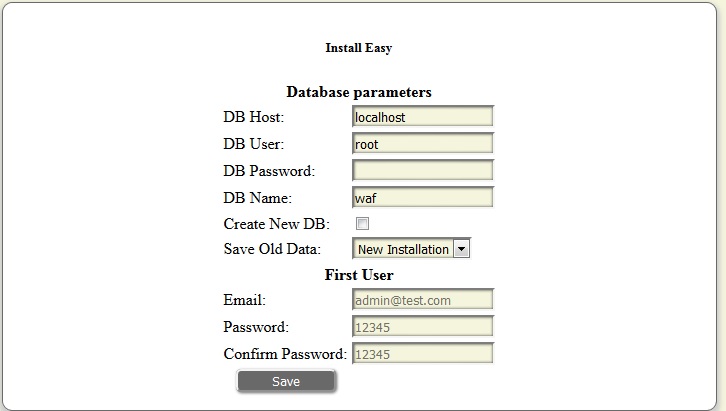 Install Easy
Database parameters
DB Host: localhost
DB User: root
DB Password:
DB Name: waf
Create New DB:
Save Old Data: New Installation
First User
Email: admin@test.com
Password: 12345
Confirm Password: 12345
Save